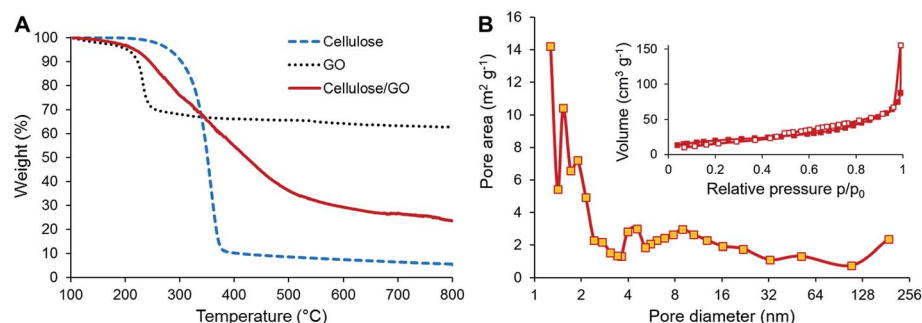 A
100
90
80
70
60
50
40
30
20
10
0
Weight (%)
100 200 300 400 500 600 700 800
Temperature (°C)
Cellulose
GO
Cellulose/GO
B
16
14
12
10
8
6
4
2
0
Pore area (m² g⁻¹)
1 2 4 8 16 32 64 128 256
Pore diameter (nm)
150
100
50
0
Volume (cm³ g⁻¹)
0 0.2 0.4 0.6 0.8 1
Relative pressure p/p₀